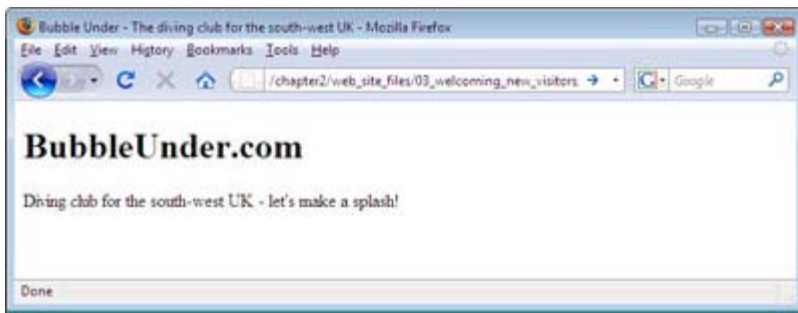 Bubble Under - The diving club for the south-west UK - Mozilla Firefox
File Edit View History Bookmarks Tools Help
/chapter2/web_site_files/03_welcoming_new_visitors Google
BubbleUnder.com
Diving club for the south-west UK - let's make a splash!
Done